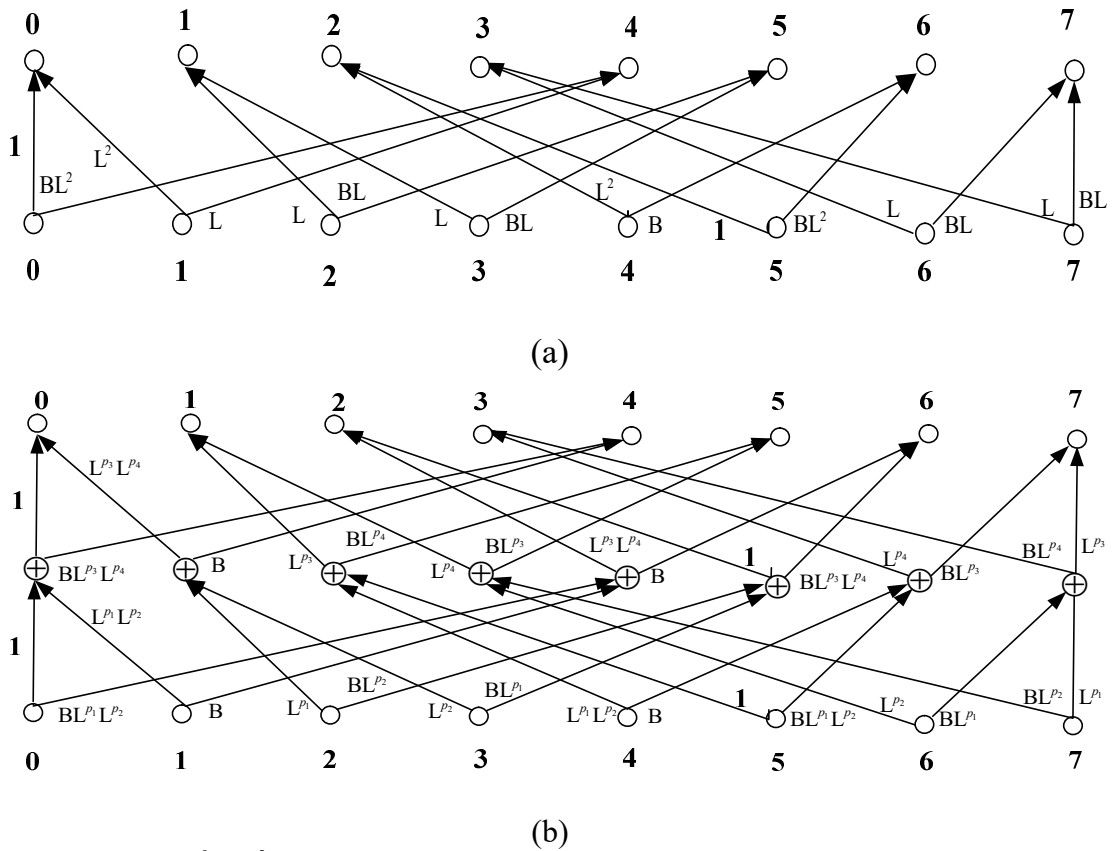 0 1 2 3 4 5 6 7
1 L² BL² L L BL L BL L² B 1 BL² L BL L BL
0 1 2 3 4 5 6 7
(a)
0 1 2 3 4 5 6 7
L^{p₃}L^{p₄}
1
BL^{p₃}L^{p₄} B L^{p₃} BL^{p₄} L^{p₄} BL^{p₃} L^{p₃}L^{p₄} B 1 BL^{p₃}L^{p₄} L^{p₄} BL^{p₃} BL^{p₄} L^{p₃}
L^{p₁}L^{p₂}
1
BL^{p₁}L^{p₂} B L^{p₁} BL^{p₂} L^{p₂} BL^{p₁} L^{p₁}L^{p₂} B 1 BL^{p₁}L^{p₂} L^{p₂} BL^{p₁} BL^{p₂} L^{p₁}
0 1 2 3 4 5 6 7
(b)